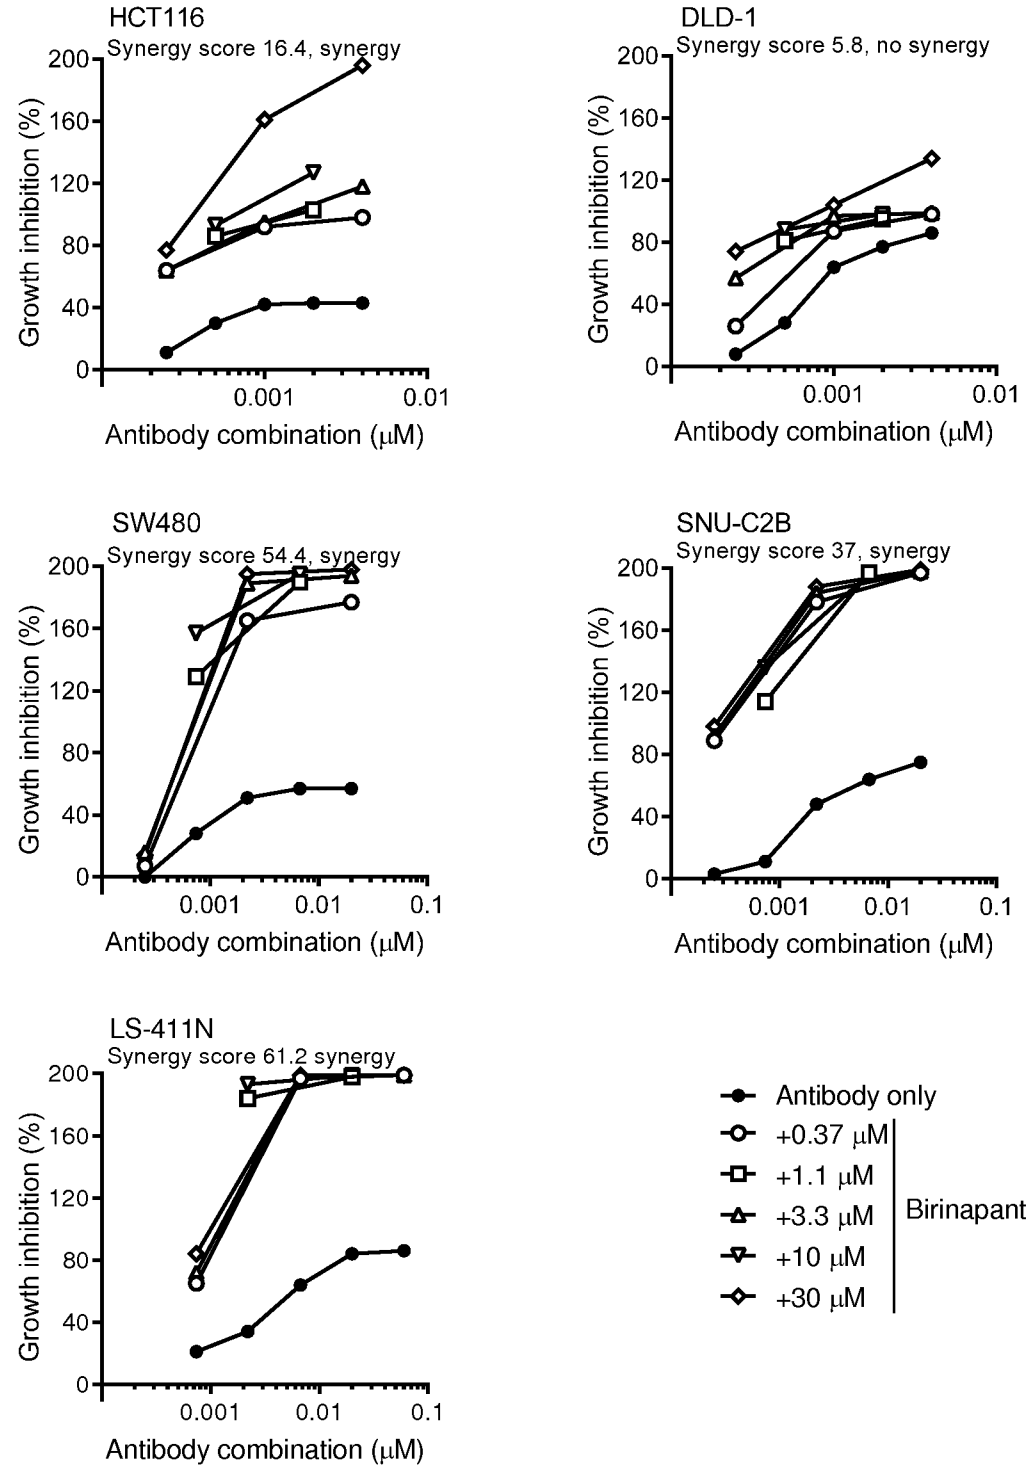 HCT116
Synergy score 16.4, synergy
200
160
120
80
40
0
Growth inhibition (%)
0.001
0.01
Antibody combination (µM)
DLD-1
Synergy score 5.8, no synergy
200
160
120
80
40
0
Growth inhibition (%)
0.001
0.01
Antibody combination (µM)
SW480
Synergy score 54.4, synergy
200
160
120
80
40
0
Growth inhibition (%)
0.001
0.01
0.1
Antibody combination (µM)
SNU-C2B
Synergy score 37, synergy
200
160
120
80
40
0
Growth inhibition (%)
0.001
0.01
0.1
Antibody combination (µM)
LS-411N
Synergy score 61.2 synergy
200
160
120
80
40
0
Growth inhibition (%)
0.001
0.01
0.1
Antibody combination (µM)
Antibody only
+0.37 µM
+1.1 µM
+3.3 µM
+10 µM
+30 µM
Birinapant